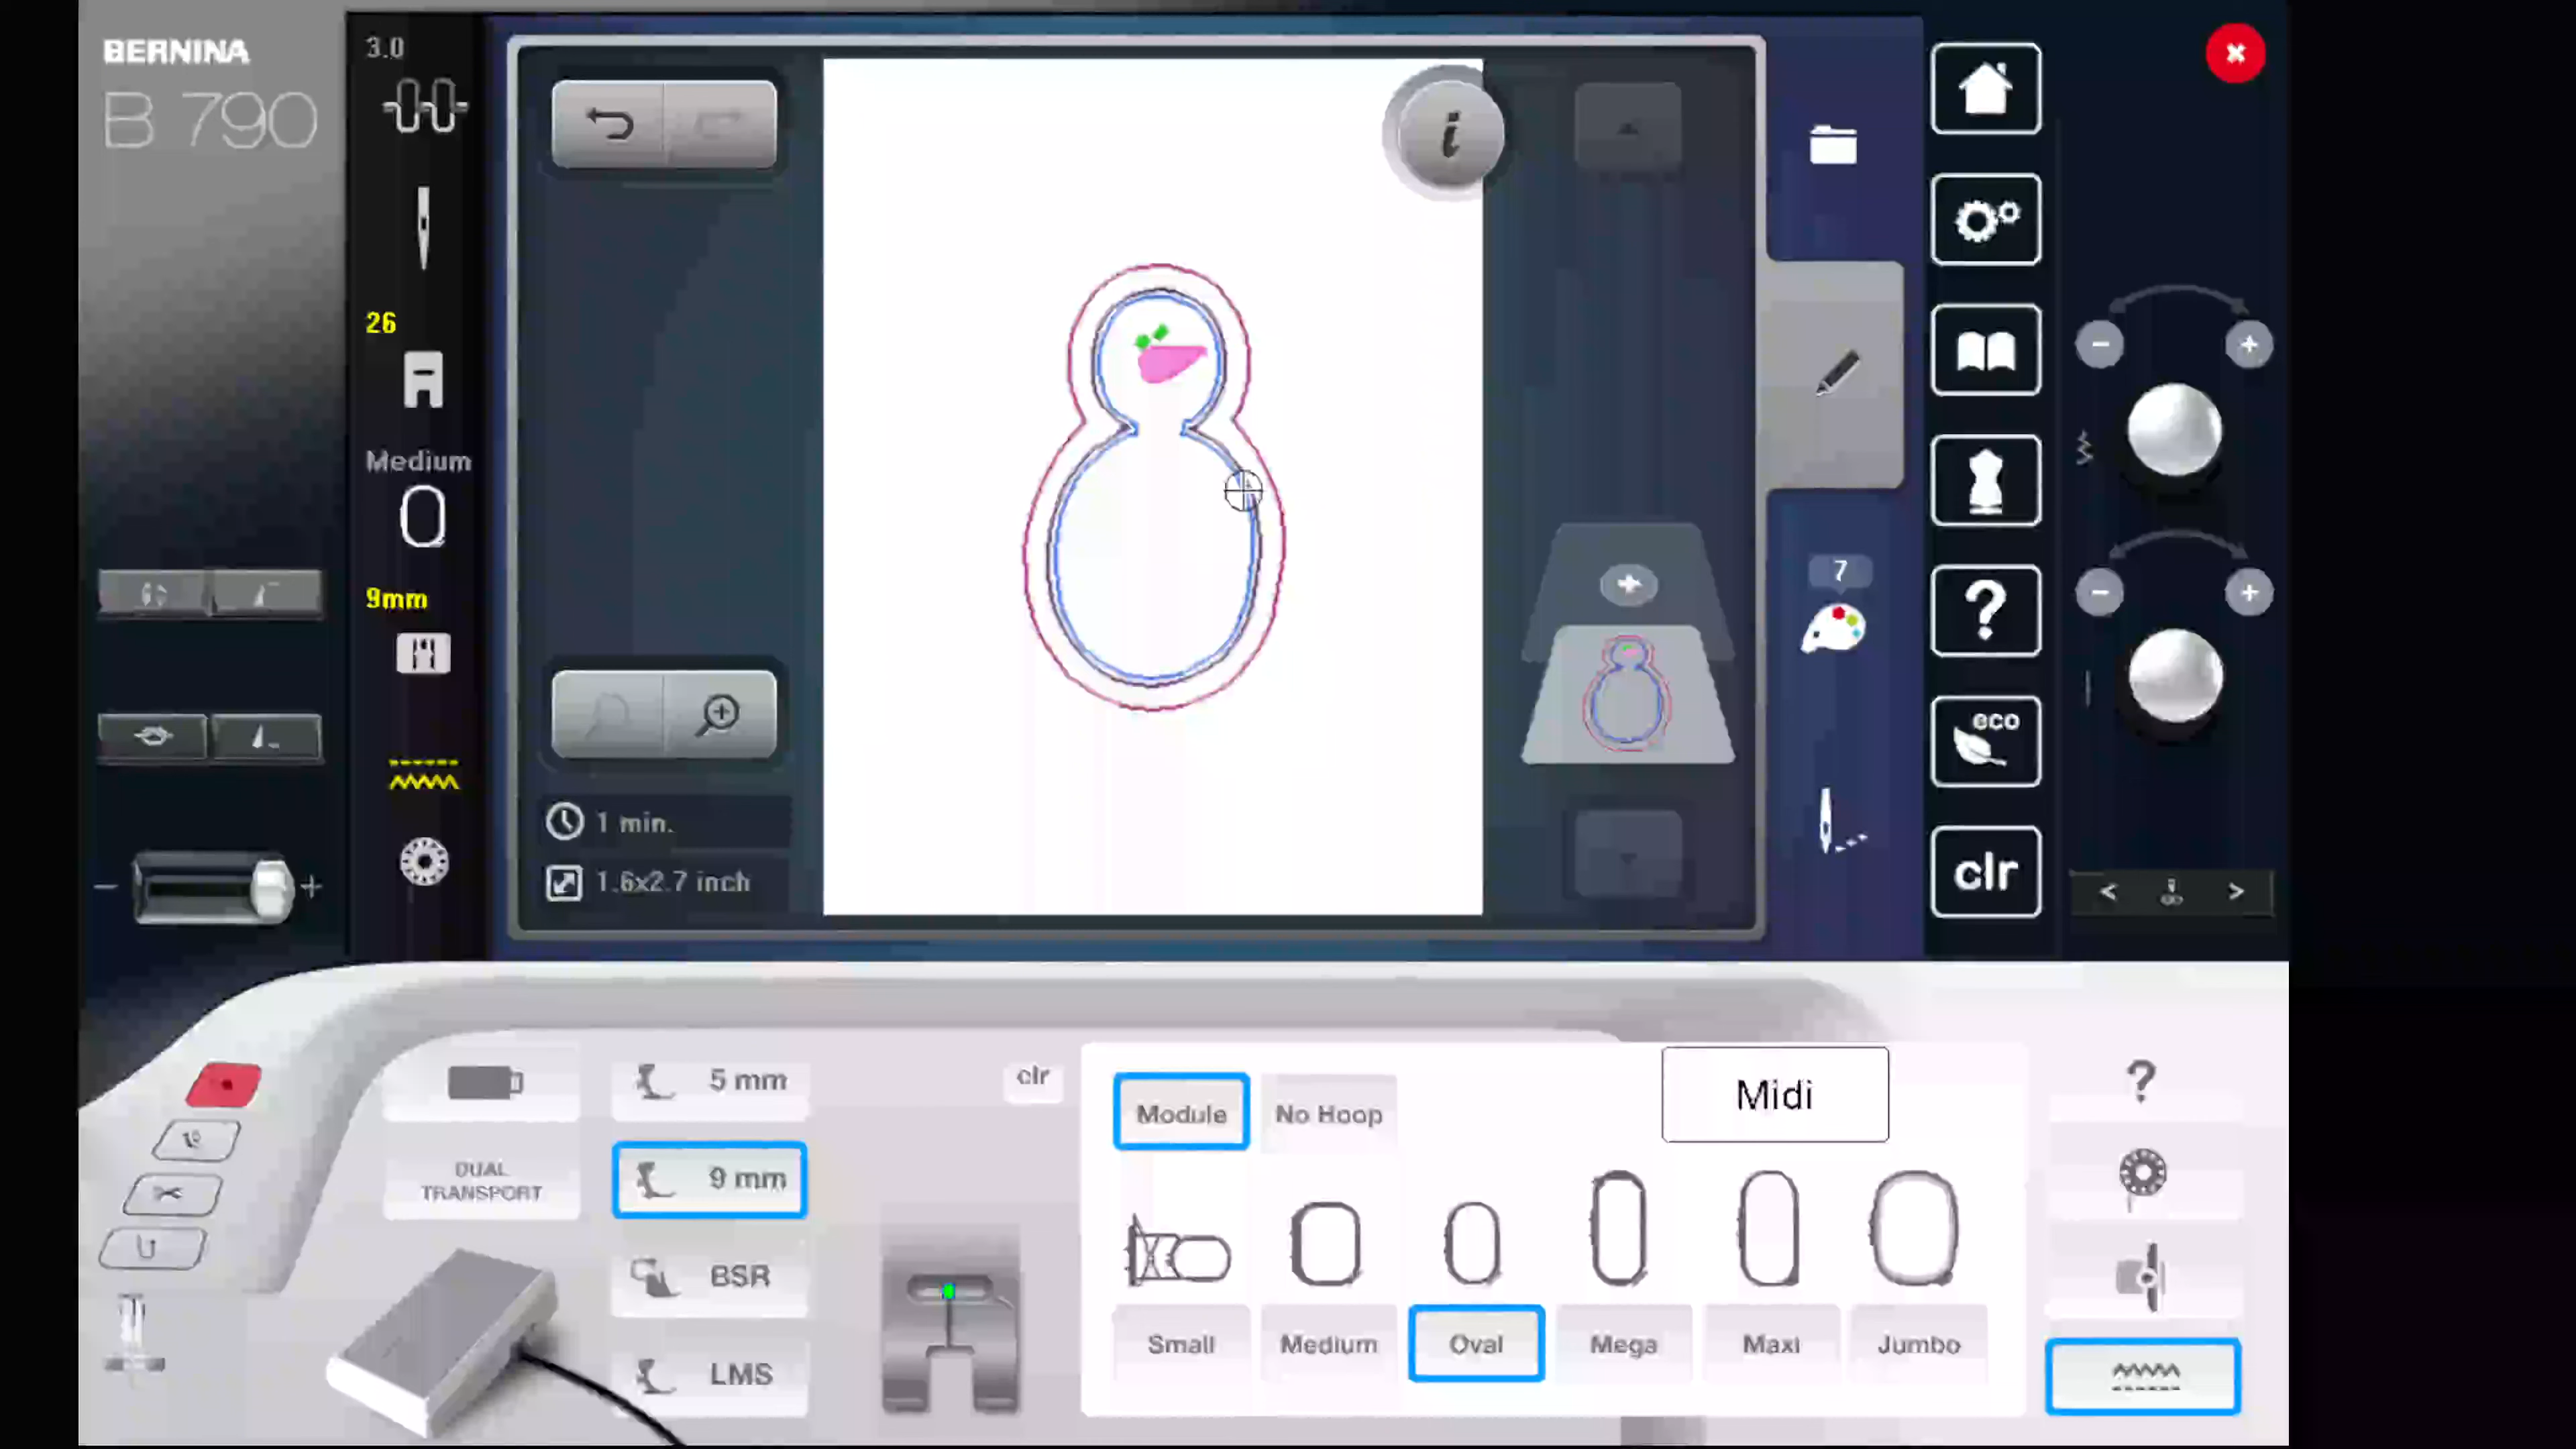 BERNINA
B 790
3.0
26
Medium
9mm
i
1 min.
1.6x2.7 inch
7
?
eco
clr
DUAL
TRANSPORT
5 mm
9 mm
BSR
LMS
clr
Module
No Hoop
Midi
Small
Medium
Oval
Mega
Maxi
Jumbo
?